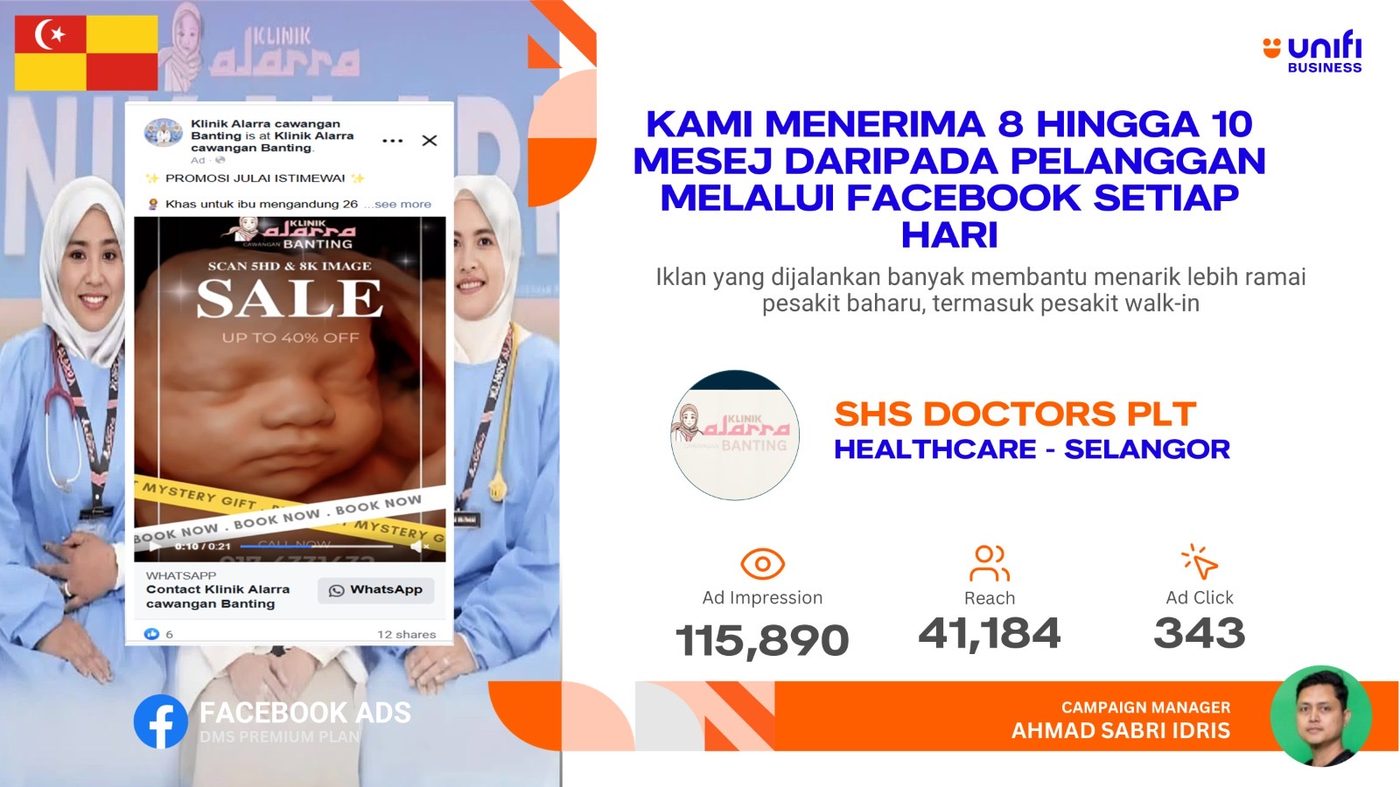 KLINIK
alarra
Klinik Alarra cawangan
Banting is at Klinik Alarra
cawangan Banting.
Ad
✨ PROMOSI JULAI ISTIMEWA! ✨
Khas untuk ibu mengandung 26 ...see more
KLINIK
alarra
CAWANGAN BANTING
SCAN 5HD & 8K IMAGE
SALE
UP TO 40% OFF
MYSTERY GIFT . MYSTERY G
BOOK NOW . BOOK NOW . BOOK NOW
CALL NOW
0:10 / 0:21
WHATSAPP
Contact Klinik Alarra
cawangan Banting
WhatsApp
6
12 shares
FACEBOOK ADS
DMS PREMIUM PLAN
unifi
BUSINESS
KAMI MENERIMA 8 HINGGA 10
MESEJ DARIPADA PELANGGAN
MELALUI FACEBOOK SETIAP
HARI
Iklan yang dijalankan banyak membantu menarik lebih ramai
pesakit baharu, termasuk pesakit walk-in
KLINIK
alarra
BANTING
SHS DOCTORS PLT
HEALTHCARE - SELANGOR
Ad Impression
115,890
Reach
41,184
Ad Click
343
CAMPAIGN MANAGER
AHMAD SABRI IDRIS